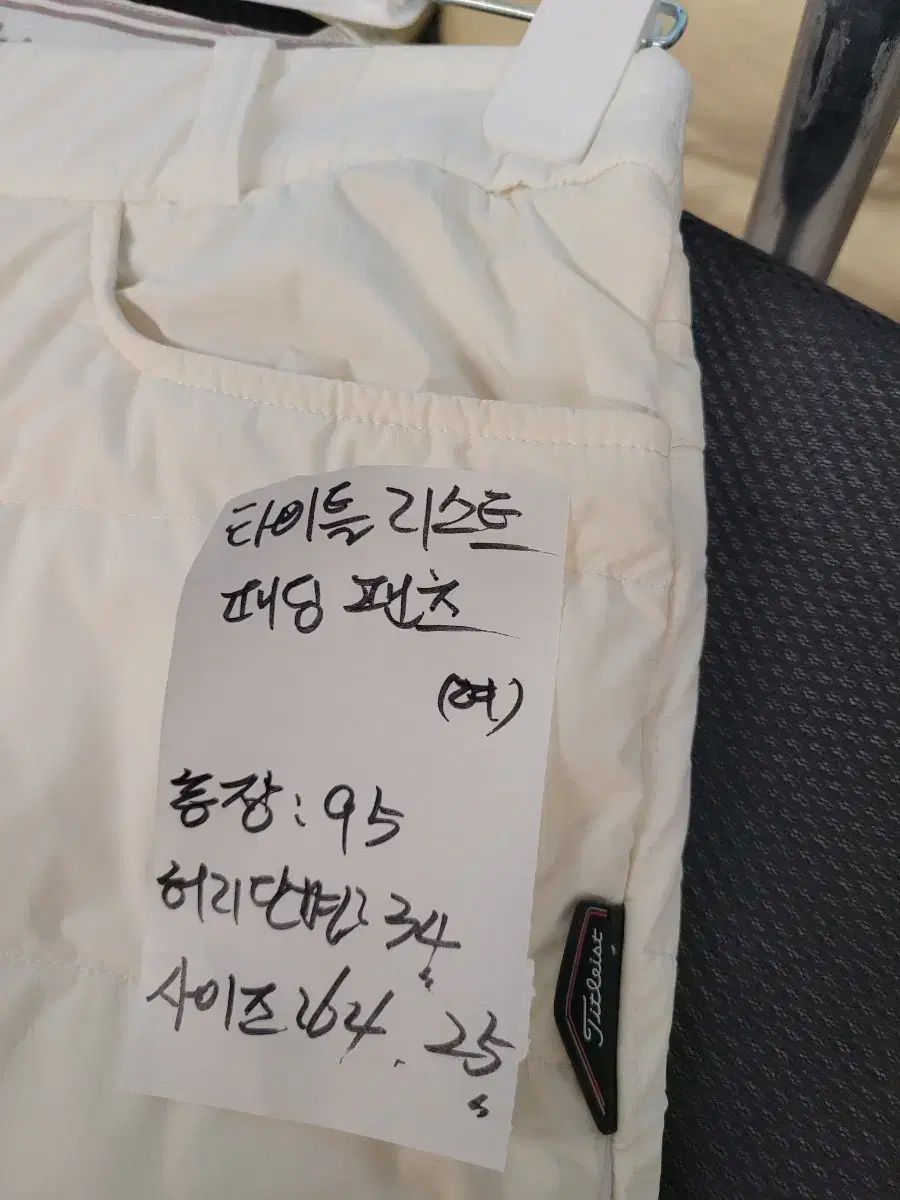 타이틀리스트
패딩 팬츠
(여)
총장: 95
허리단면: 34
사이즈: 64. 25
Titleist